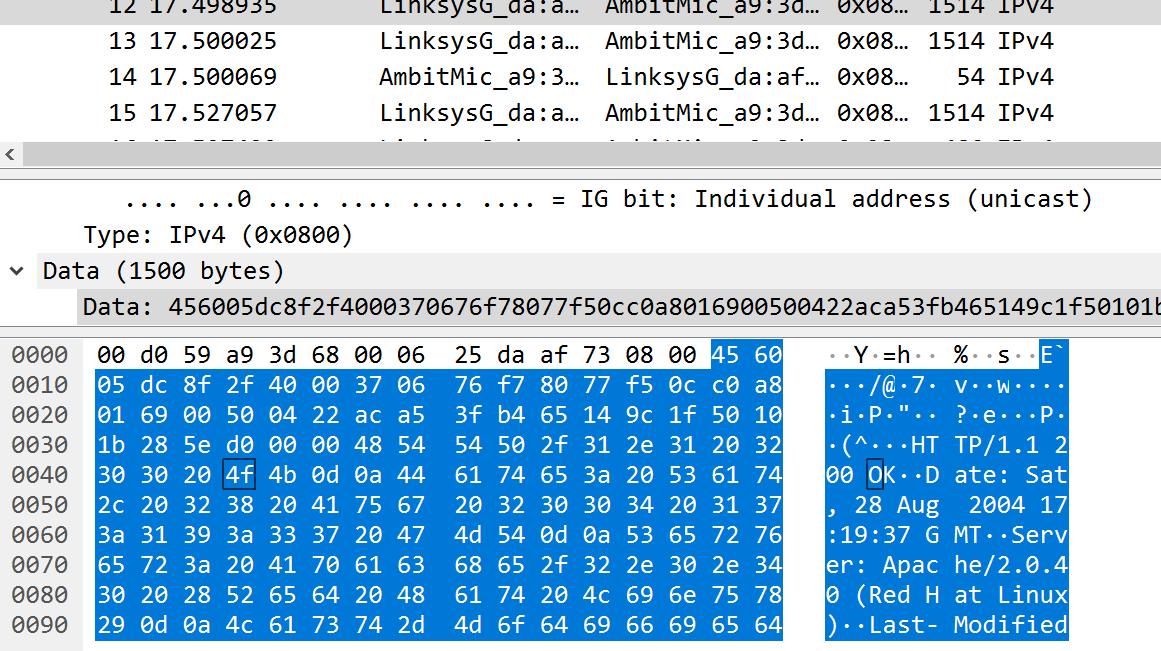 12 17.498935 LinksysG_da:a… AmbitMic_a9:3d… 0x08… 1514 IPv4
13 17.500025 LinksysG_da:a… AmbitMic_a9:3d… 0x08… 1514 IPv4
14 17.500069 AmbitMic_a9:3… LinksysG_da:af… 0x08… 54 IPv4
15 17.527057 LinksysG_da:a… AmbitMic_a9:3d… 0x08… 1514 IPv4
.... ...0 .... .... .... .... = IG bit: Individual address (unicast)
Type: IPv4 (0x0800)
Data (1500 bytes)
Data: 456005dc8f2f4000370676f78077f50cc0a8016900500422aca53fb465149c1f50101b
0000 00 d0 59 a9 3d 68 00 06 25 da af 73 08 00 45 60 ··Y·=h·· %··s··E`
0010 05 dc 8f 2f 40 00 37 06 76 f7 80 77 f5 0c c0 a8 ···/@·7· v··w····
0020 01 69 00 50 04 22 ac a5 3f b4 65 14 9c 1f 50 10 ·i·P·"·· ?·e···P·
0030 1b 28 5e d0 00 00 48 54 54 50 2f 31 2e 31 20 32 ·(^···HT TP/1.1 2
0040 30 30 20 4f 4b 0d 0a 44 61 74 65 3a 20 53 61 74 00 OK··D ate: Sat
0050 2c 20 32 38 20 41 75 67 20 32 30 30 34 20 31 37 , 28 Aug 2004 17
0060 3a 31 39 3a 33 37 20 47 4d 54 0d 0a 53 65 72 76 :19:37 G MT··Serv
0070 65 72 3a 20 41 70 61 63 68 65 2f 32 2e 30 2e 34 er: Apac he/2.0.4
0080 30 20 28 52 65 64 20 48 61 74 20 4c 69 6e 75 78 0 (Red H at Linux
0090 29 0d 0a 4c 61 73 74 2d 4d 6f 64 69 66 69 65 64 )··Last- Modified